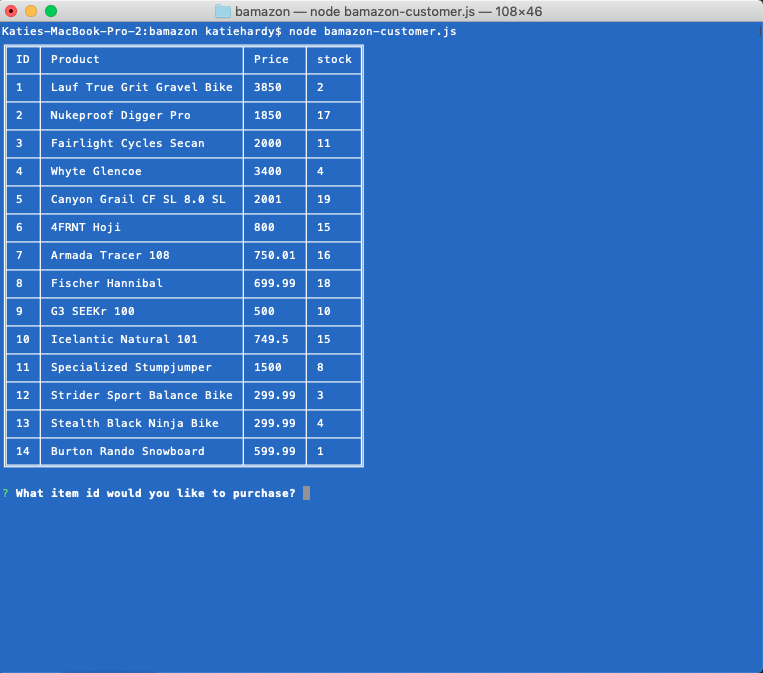 bamazon — node bamazon-customer.js — 108×46
Katies-MacBook-Pro-2:bamazon katiehardy$ node bamazon-customer.js
ID Product Price stock
1 Lauf True Grit Gravel Bike 3850 2
2 Nukeproof Digger Pro 1850 17
3 Fairlight Cycles Secan 2000 11
4 Whyte Glencoe 3400 4
5 Canyon Grail CF SL 8.0 SL 2001 19
6 4FRNT Hoji 800 15
7 Armada Tracer 108 750.01 16
8 Fischer Hannibal 699.99 18
9 G3 SEEKr 100 500 10
10 Icelantic Natural 101 749.5 15
11 Specialized Stumpjumper 1500 8
12 Strider Sport Balance Bike 299.99 3
13 Stealth Black Ninja Bike 299.99 4
14 Burton Rando Snowboard 599.99 1
? What item id would you like to purchase?